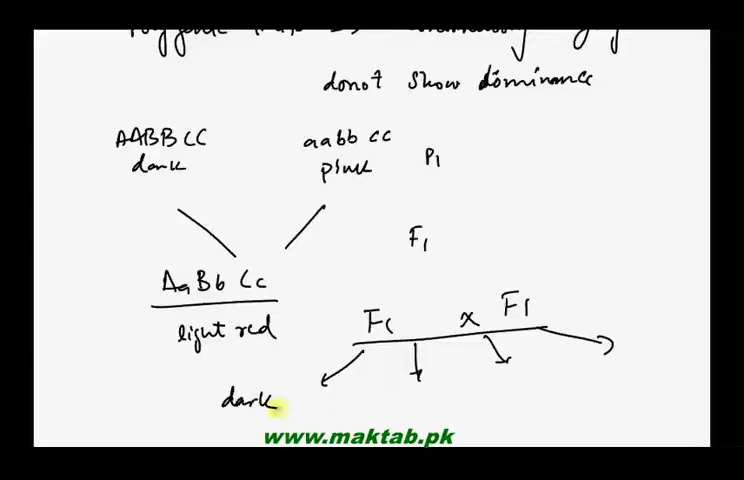 donot show dominance
AABBCC aabbcc
dark pink P1
F1
AaBbCc
light red
F1 x F1
dark
www.maktab.pk